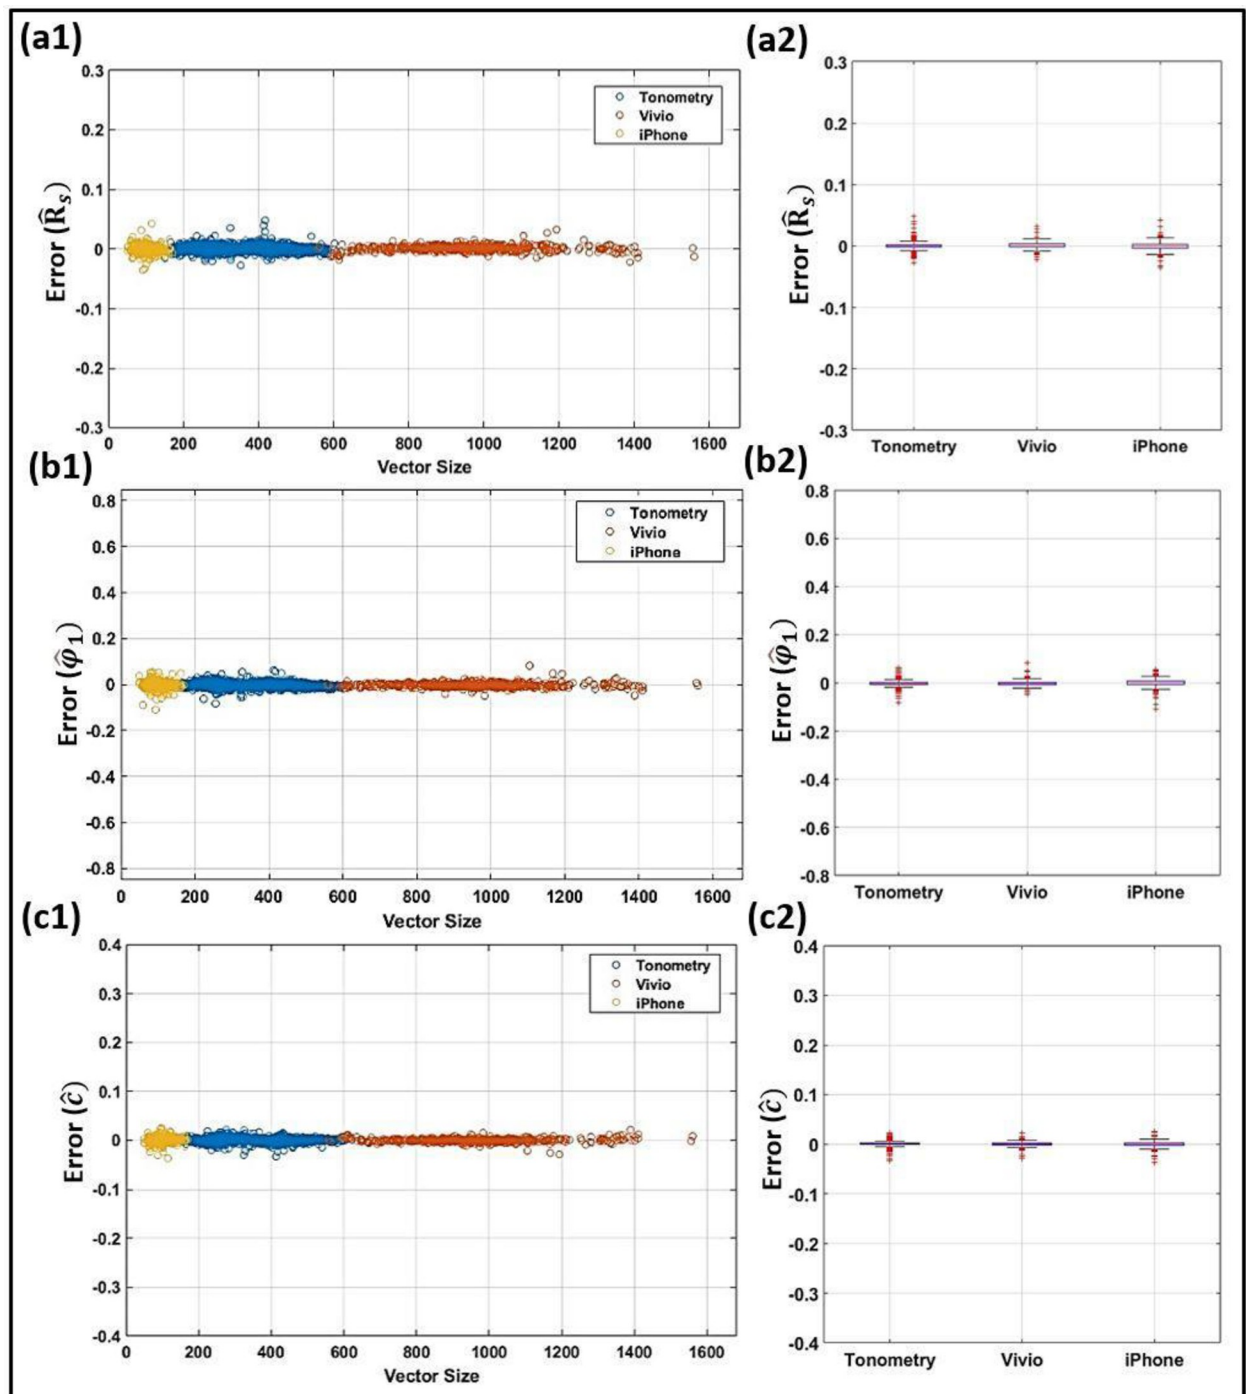 (a1)
0.3
0.2
0.1
0
-0.1
-0.2
-0.3
Error (R̂ₛ)
Tonometry
Vivio
iPhone
0 200 400 600 800 1000 1200 1400 1600
Vector Size
(a2)
0.3
0.2
0.1
0
-0.1
-0.2
-0.3
Error (R̂ₛ)
Tonometry Vivio iPhone
(b1)
0.8
0.6
0.4
0.2
0
-0.2
-0.4
-0.6
-0.8
Error (φ̂₁)
Tonometry
Vivio
iPhone
0 200 400 600 800 1000 1200 1400 1600
Vector Size
(b2)
0.8
0.6
0.4
0.2
0
-0.2
-0.4
-0.6
-0.8
Error (φ̂₁)
Tonometry Vivio iPhone
(c1)
0.4
0.3
0.2
0.1
0
-0.1
-0.2
-0.3
-0.4
Error (ĉ)
Tonometry
Vivio
iPhone
0 200 400 600 800 1000 1200 1400 1600
Vector Size
(c2)
0.4
0.3
0.2
0.1
0
-0.1
-0.2
-0.3
-0.4
Error (ĉ)
Tonometry Vivio iPhone